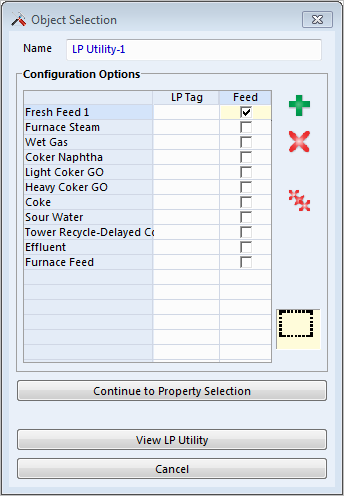 Object Selection
Name LP Utility-1
Configuration Options
LP Tag Feed
Fresh Feed 1
Furnace Steam
Wet Gas
Coker Naphtha
Light Coker GO
Heavy Coker GO
Coke
Sour Water
Tower Recycle-Delayed Co
Effluent
Furnace Feed
Continue to Property Selection
View LP Utility
Cancel